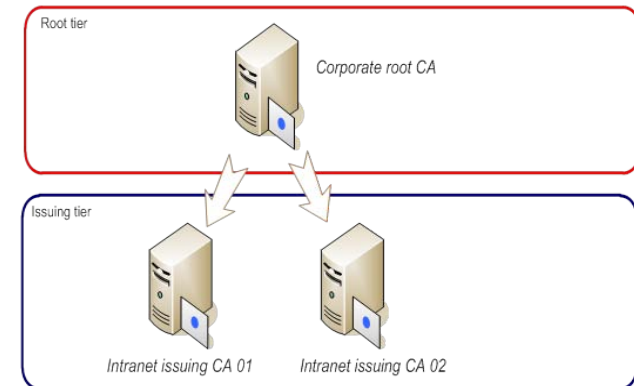 Root tier
Corporate root CA
Issuing tier
Intranet issuing CA 01
Intranet issuing CA 02